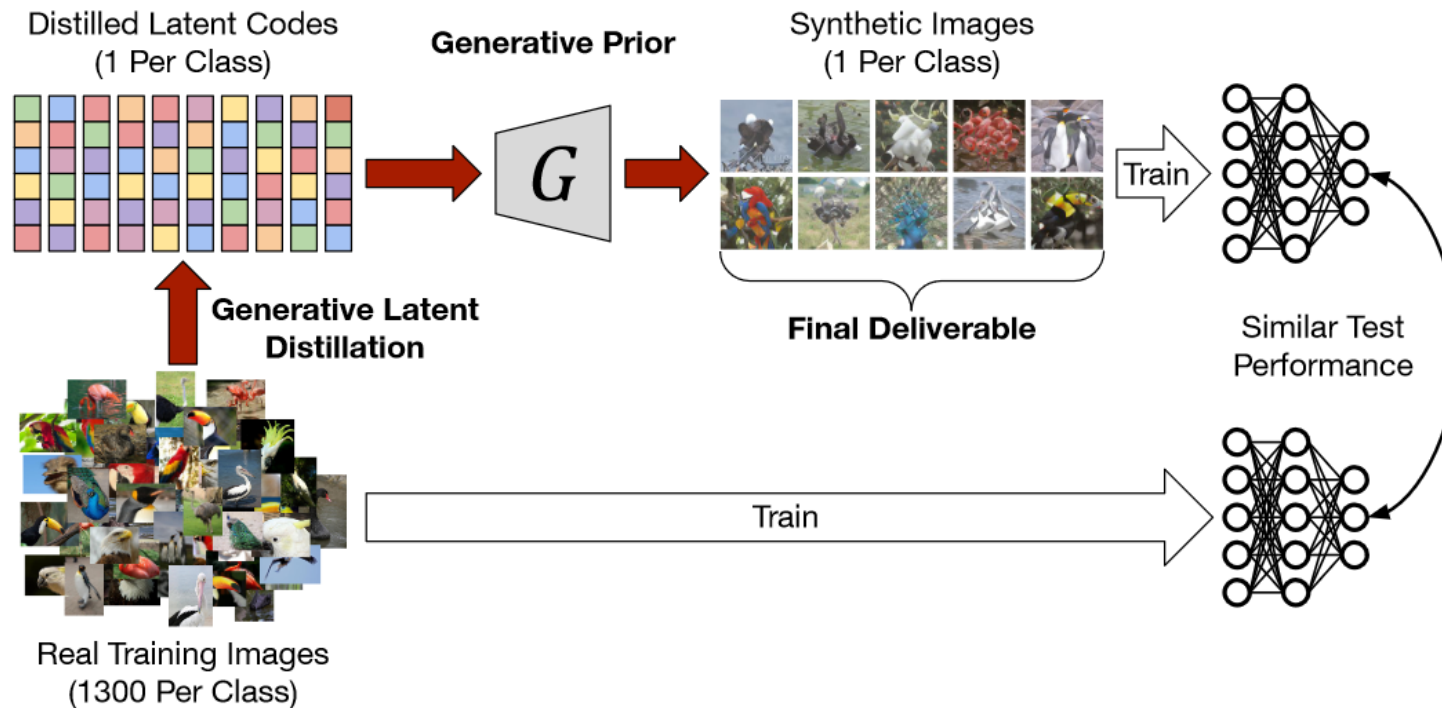 Distilled Latent Codes
(1 Per Class)
Generative Prior
Synthetic Images
(1 Per Class)
G
Train
Generative Latent
Distillation
Final Deliverable
Similar Test
Performance
Train
Real Training Images
(1300 Per Class)